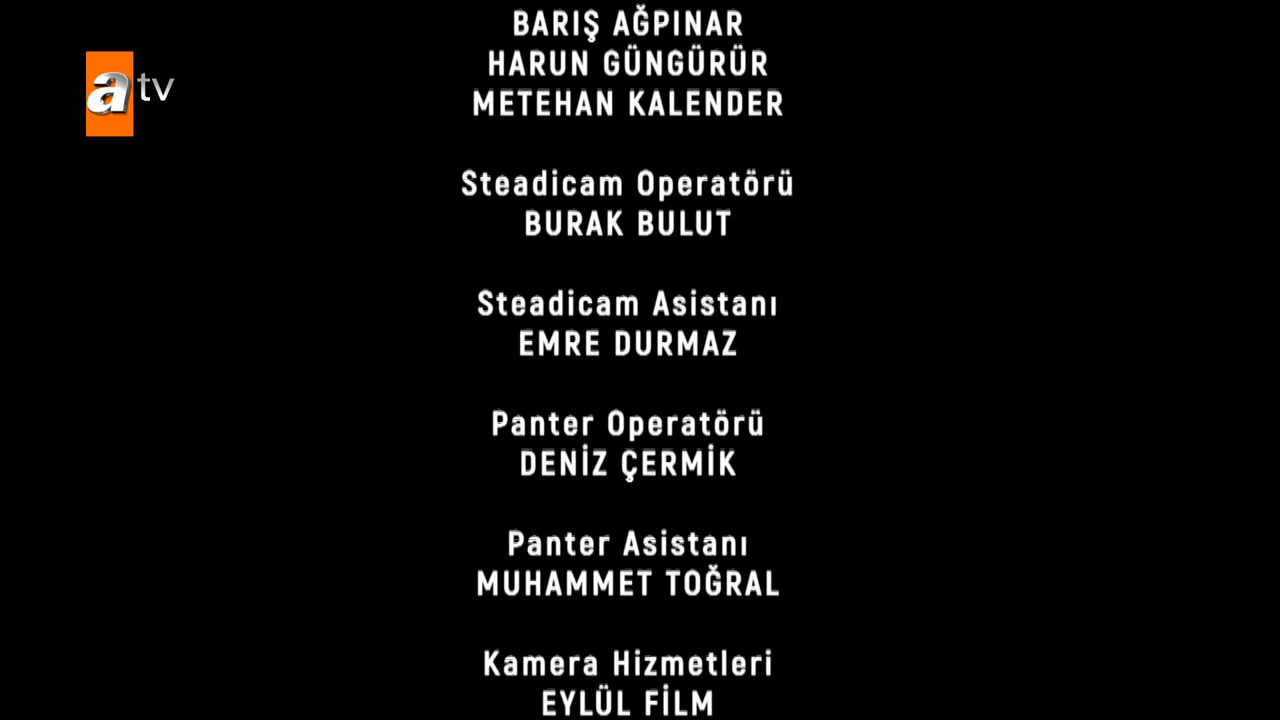 atv
BARIŞ AĞPINAR
HARUN GÜNGÜRÜR
METEHAN KALENDER
Steadicam Operatörü
BURAK BULUT
Steadicam Asistanı
EMRE DURMAZ
Panter Operatörü
DENİZ ÇERMİK
Panter Asistanı
MUHAMMET TOĞRAL
Kamera Hizmetleri
EYLÜL FİLM